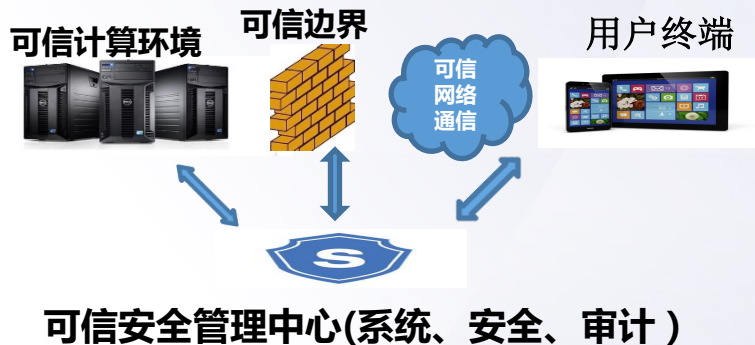 可信计算环境
可信边界
可信
网络
通信
用户终端
S
可信安全管理中心(系统、安全、审计）